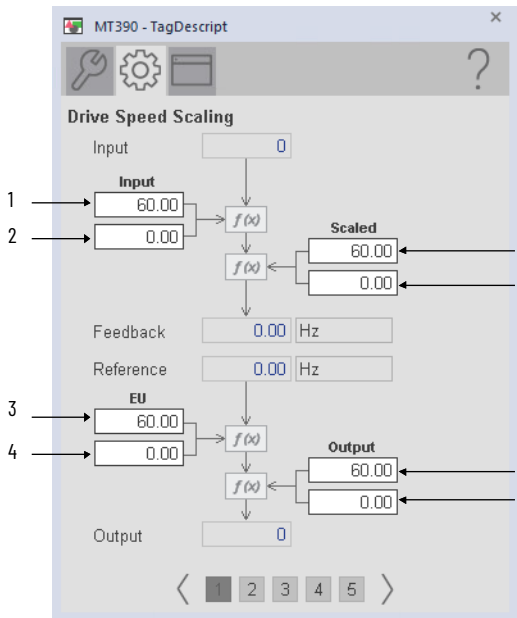 MT390 - TagDescript
×
?
Drive Speed Scaling
Input 0
Input
1 60.00
2 0.00
f(x)
Scaled
60.00
f(x)
0.00
Feedback 0.00 Hz
Reference 0.00 Hz
EU
3 60.00
4 0.00
f(x)
Output
60.00
f(x)
0.00
Output 0
1 2 3 4 5